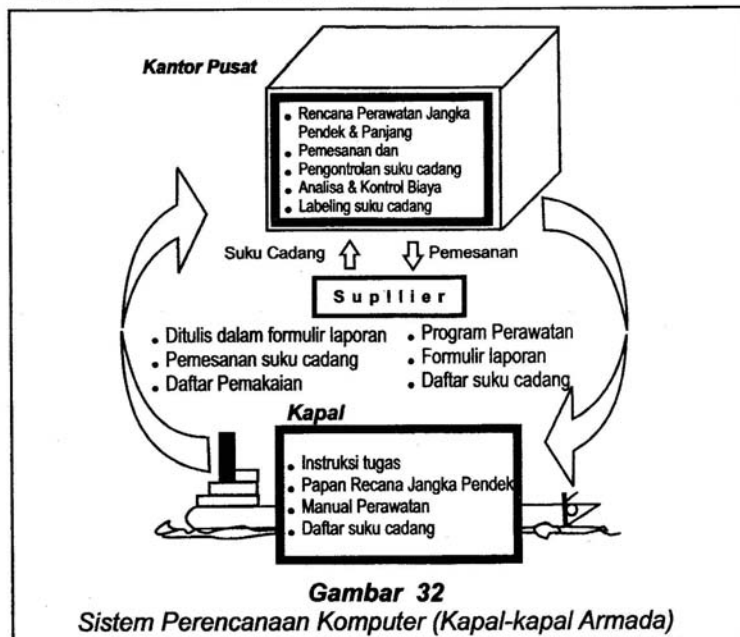 Kantor Pusat
• Rencana Perawatan Jangka
Pendek & Panjang
• Pemesanan dan
• Pengontrolan suku cadang
• Analisa & Kontrol Biaya
• Labeling suku cadang
Suku Cadang
Pemesanan
Supllier
• Ditulis dalam formulir laporan
• Pemesanan suku cadang
• Daftar Pemakaian
• Program Perawatan
• Formulir laporan
• Daftar suku cadang
Kapal
• Instruksi tugas
• Papan Recana Jangka Pendek
• Manual Perawatan
• Daftar suku cadang
Gambar 32
Sistem Perencanaan Komputer (Kapal-kapal Armada)